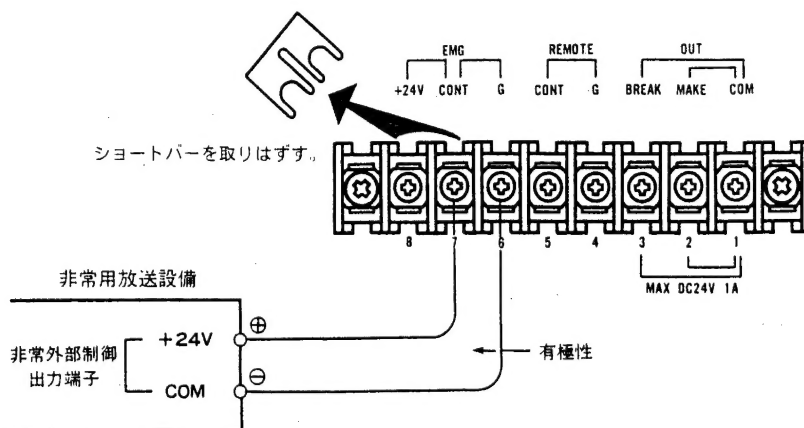 EMG REMOTE OUT
+24V CONT G CONT G BREAK MAKE COM
ショートバーを取りはずす。
8 7 6 5 4 3 2 1
MAX DC24V 1A
非常用放送設備
+24V ⊕
有極性
非常外部制御
出力端子
COM ⊖